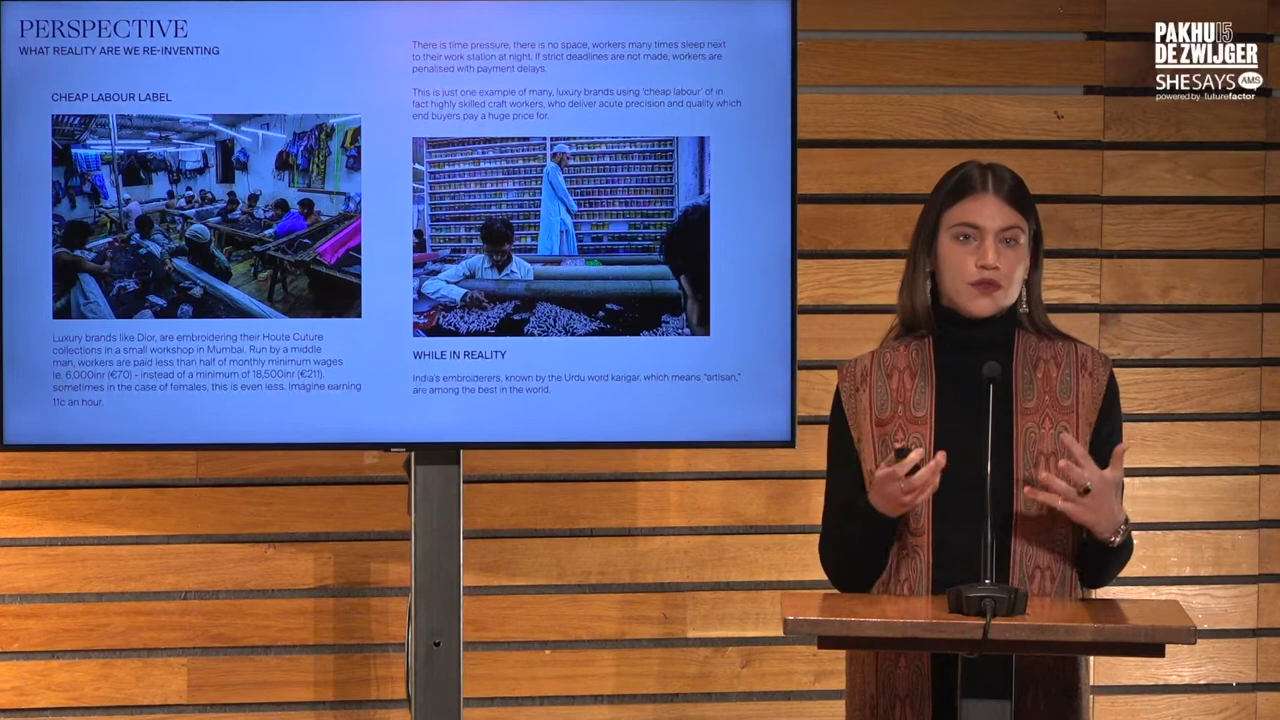 PERSPECTIVE
WHAT REALITY ARE WE RE-INVENTING
CHEAP LABOUR LABEL
Luxury brands like Dior, are embroidering their Houte Cuture
collections in a small workshop in Mumbai. Run by a middle
man, workers are paid less than half of monthly minimum wages
ie. 6.000inr (€70) - instead of a minimum of 18,500inr (€211).
sometimes in the case of females, this is even less. Imagine earning
11c an hour.
There is time pressure, there is no space, workers many times sleep next
to their work station at night. If strict deadlines are not made, workers are
penalised with payment delays.
This is just one example of many, luxury brands using 'cheap labour' of in
fact highly skilled craft workers, who deliver acute precision and quality which
end buyers pay a huge price for.
WHILE IN REALITY
India's embroiderers, known by the Urdu word karigar, which means "artisan,"
are among the best in the world.
PAKHUIS
DE ZWIJGER
SHESAYS AMS
powered by futurefactor